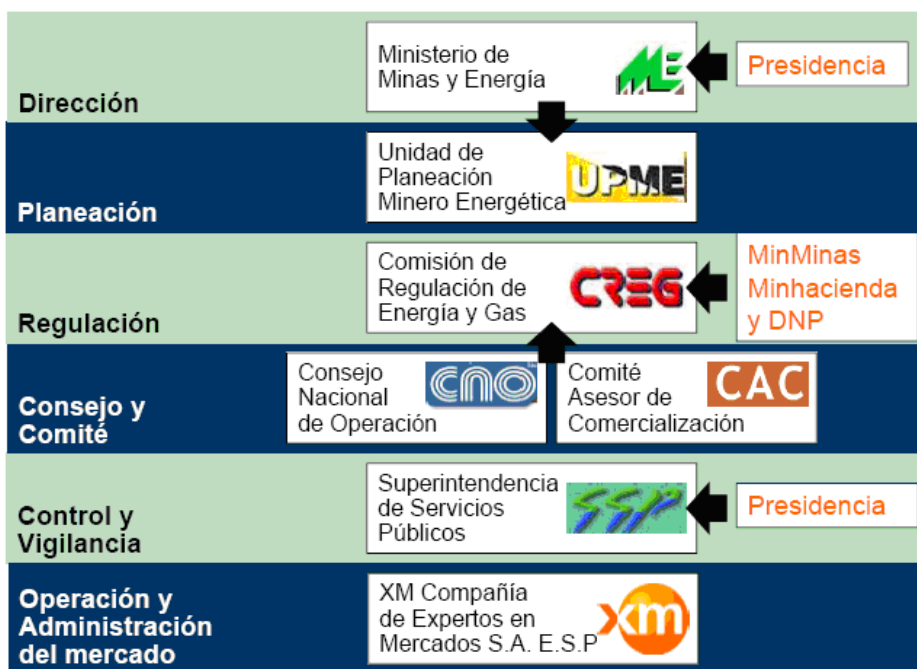 Dirección
Ministerio de
Minas y Energía
ME
Presidencia
Planeación
Unidad de
Planeación
Minero Energética
UPME
Regulación
Comisión de
Regulación de
Energía y Gas
CREG
MinMinas
Minhacienda
y DNP
Consejo y
Comité
Consejo
Nacional
de Operación
cno
Comité
Asesor de
Comercialización
CAC
Control y
Vigilancia
Superintendencia
de Servicios
Públicos
SSP
Presidencia
Operación y
Administración
del mercado
XM Compañía
de Expertos en
Mercados S.A. E.S.P
xm